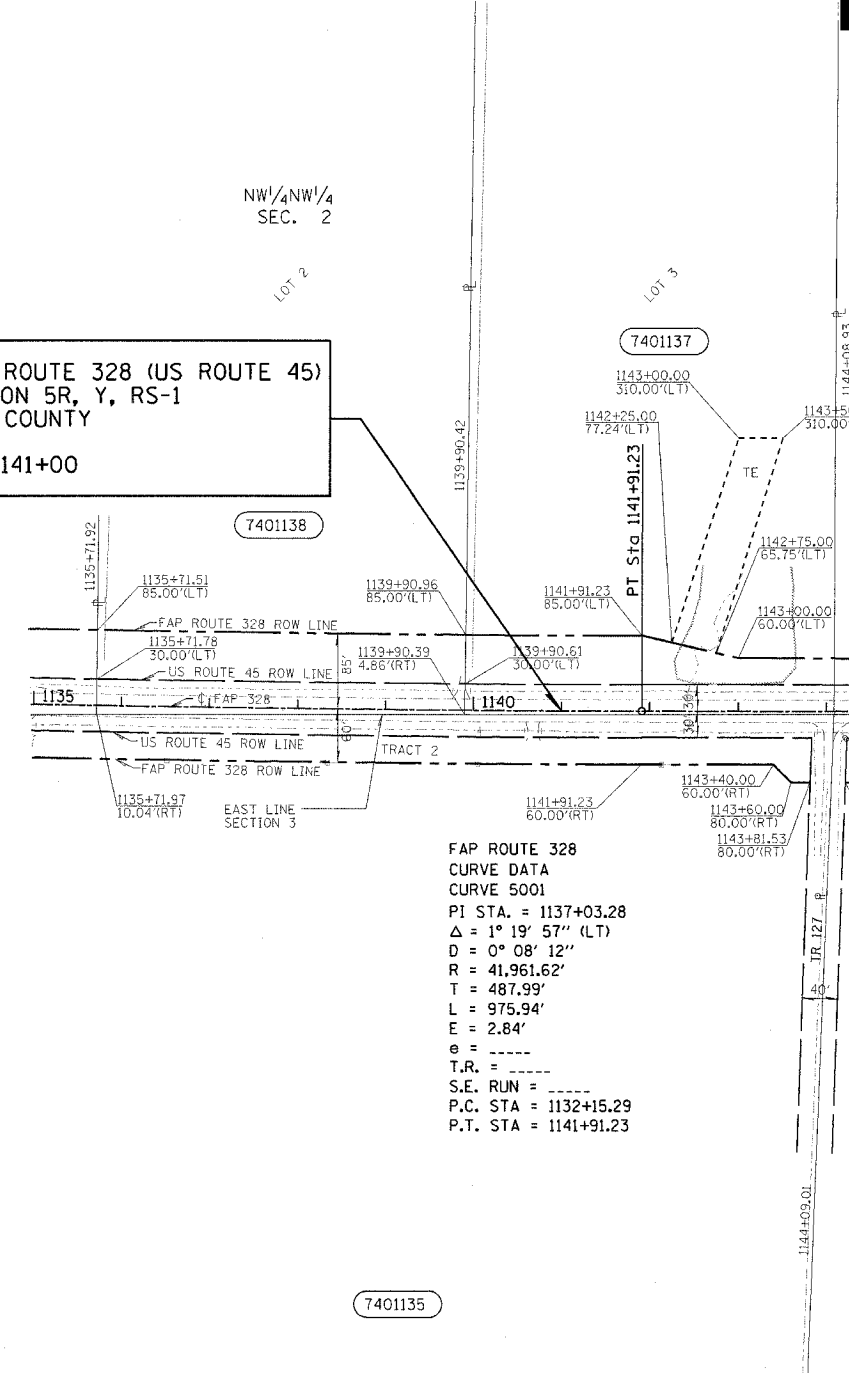 NW1/4NW1/4
SEC. 2
LOT 2
LOT 3
ROUTE 328 (US ROUTE 45)
ON 5R, Y, RS-1
COUNTY
141+00
7401137
1143+00.00
310.00'(LT)
1142+25.00
77.24'(LT)
1143+5
310.00'
1144+08.93
TE
1139+90.42
PT Sta 1141+91.23
7401138
1135+71.92
1142+75.00
65.75'(LT)
1135+71.51
85.00'(LT)
1139+90.96
85.00'(LT)
1141+91.23
85.00'(LT)
1143+00.00
60.00'(LT)
FAP ROUTE 328 ROW LINE
1135+71.78
30.00'(LT)
85'
1139+90.39
4.86'(RT)
1139+90.61
30.00'(LT)
US ROUTE 45 ROW LINE
1135
℄ FAP 328
1140
30'
30'
US ROUTE 45 ROW LINE
60'
TRACT 2
FAP ROUTE 328 ROW LINE
1135+71.97
10.04'(RT)
EAST LINE
SECTION 3
1141+91.23
60.00'(RT)
1143+40.00
60.00'(RT)
1143+60.00
80.00'(RT)
1143+81.53
80.00'(RT)
FAP ROUTE 328
CURVE DATA
CURVE 5001
PI STA. = 1137+03.28
Δ = 1° 19' 57" (LT)
D = 0° 08' 12"
R = 41,961.62'
T = 487.99'
L = 975.94'
E = 2.84'
e = _____
T.R. = _____
S.E. RUN = _____
P.C. STA = 1132+15.29
P.T. STA = 1141+91.23
TR 127
40'
1144+09.01
7401135